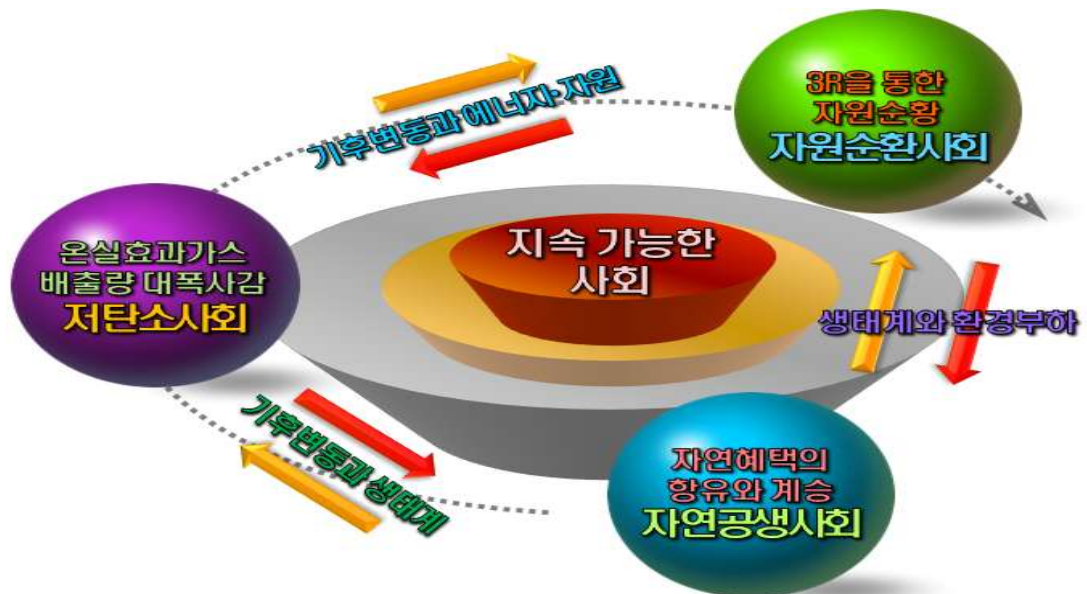 3R을 통한
자원순황
자원순환사회
기후변동과 에너지·자원
지속 가능한
사회
온실효과가스
배출량 대폭사감
저탄소사회
생태계와 환경부하
기후변동과 생태계
자연혜택의
향유와 계승
자연공생사회